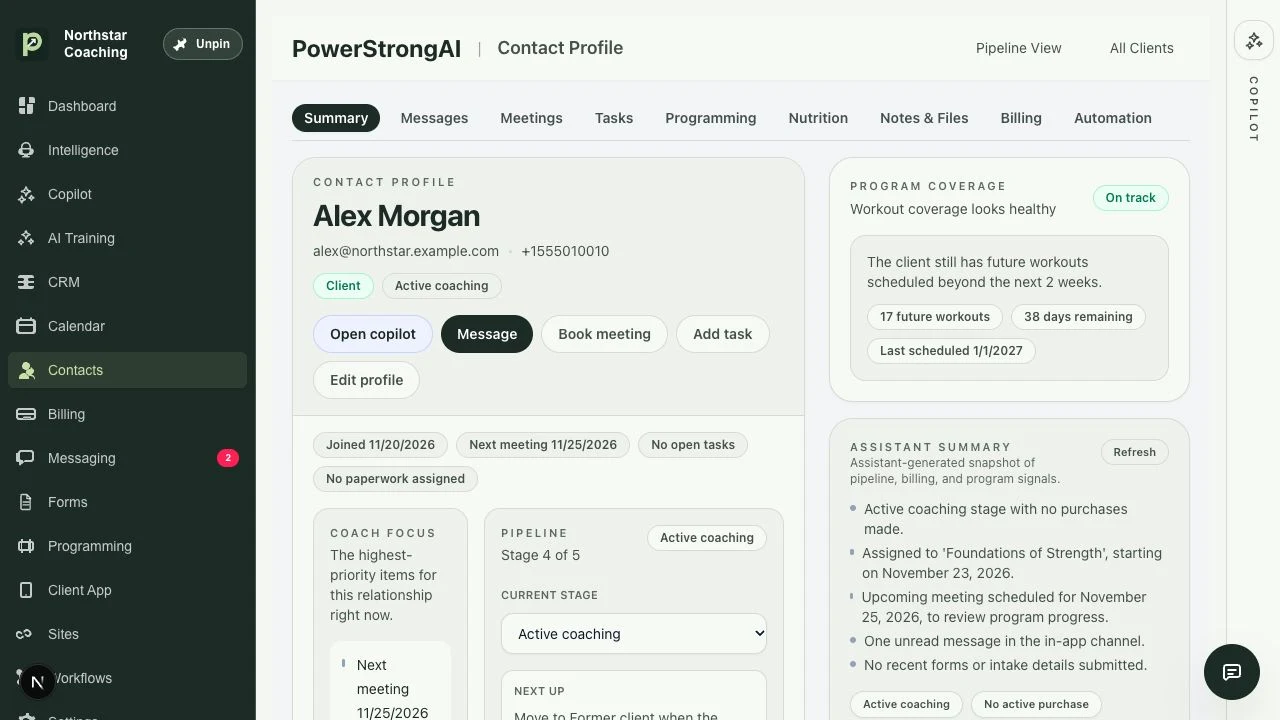 Northstar
Coaching
Unpin
Dashboard
Intelligence
Copilot
AI Training
CRM
Calendar
Contacts
Billing
Messaging
2
Forms
Programming
Client App
Sites
Workflows
N
Settings
PowerStrongAI | Contact Profile
Pipeline View
All Clients
Summary
Messages
Meetings
Tasks
Programming
Nutrition
Notes & Files
Billing
Automation
CONTACT PROFILE
Alex Morgan
alex@northstar.example.com • +1555010010
Client
Active coaching
Open copilot
Message
Book meeting
Add task
Edit profile
Joined 11/20/2026
Next meeting 11/25/2026
No open tasks
No paperwork assigned
COACH FOCUS
The highest-
priority items for
this relationship
right now.
Next
meeting
11/25/2026
PIPELINE
Stage 4 of 5
Active coaching
CURRENT STAGE
Active coaching
NEXT UP
Move to Former client when the
PROGRAM COVERAGE
Workout coverage looks healthy
On track
The client still has future workouts
scheduled beyond the next 2 weeks.
17 future workouts
38 days remaining
Last scheduled 1/1/2027
ASSISTANT SUMMARY
Assistant-generated snapshot of
pipeline, billing, and program signals.
Refresh
Active coaching stage with no purchases
made.
Assigned to 'Foundations of Strength', starting
on November 23, 2026.
Upcoming meeting scheduled for November
25, 2026, to review program progress.
One unread message in the in-app channel.
No recent forms or intake details submitted.
Active coaching
No active purchase
COPILOT